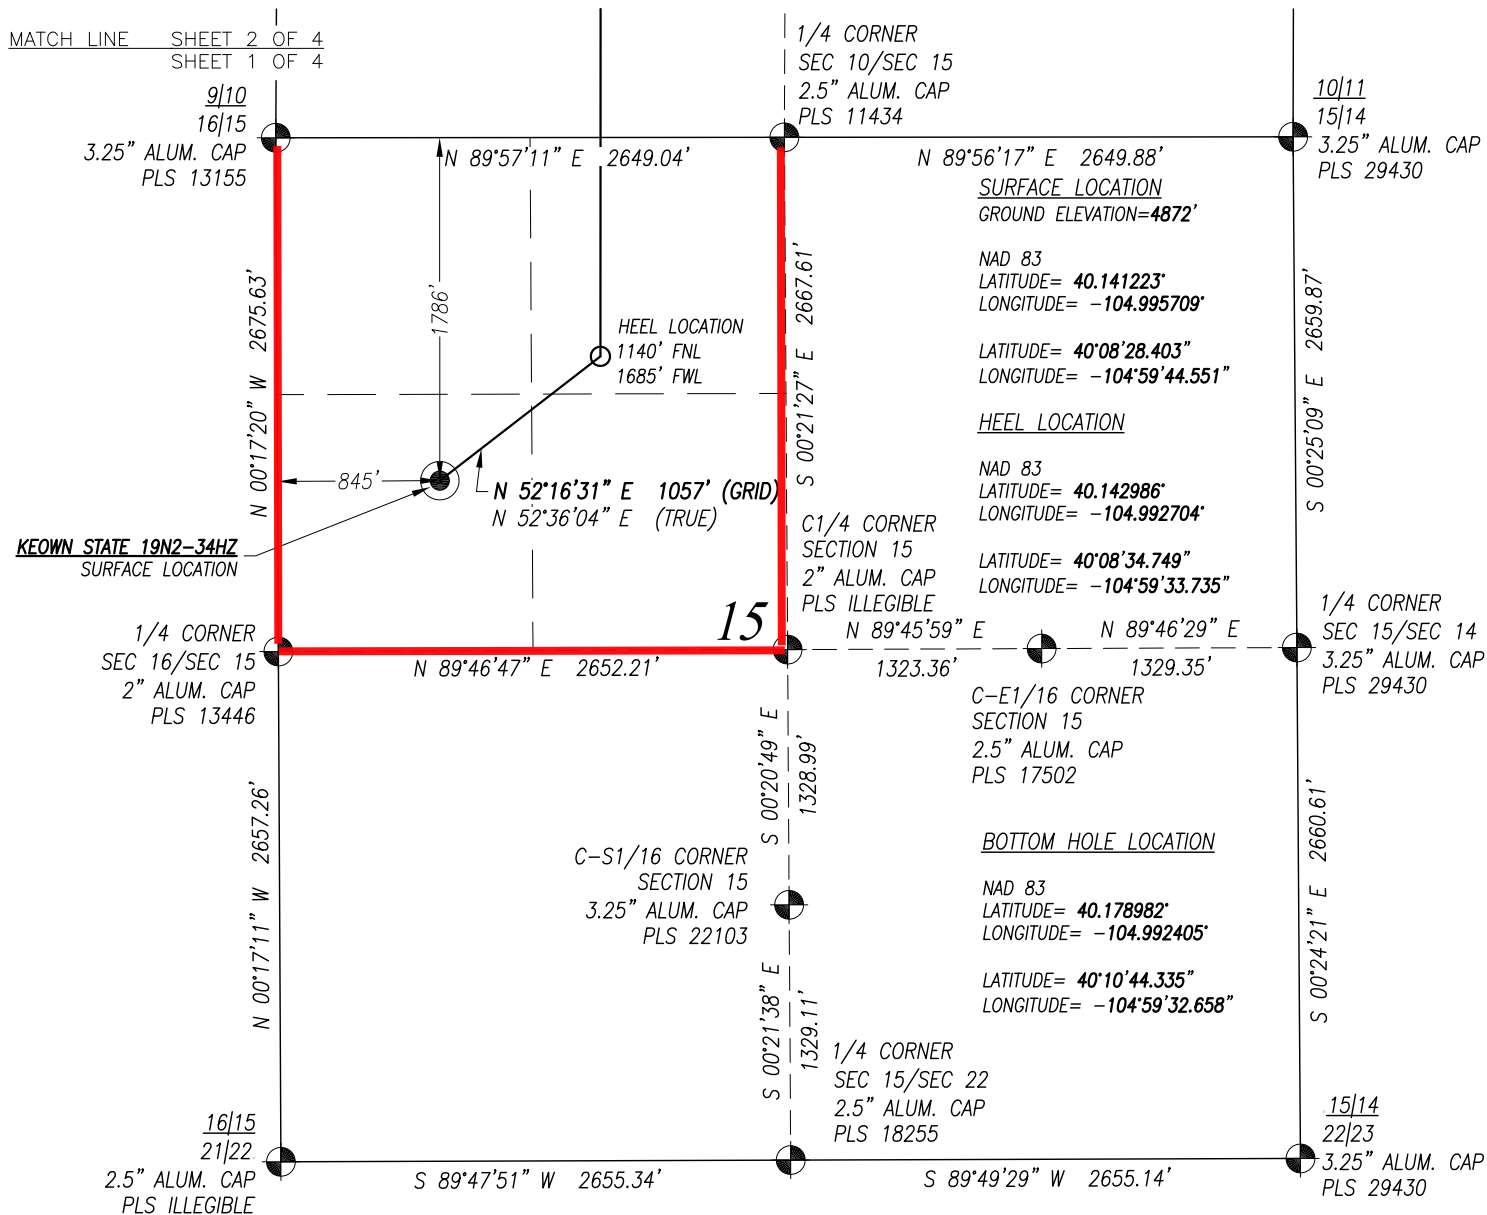 MATCH LINE SHEET 2 OF 4
SHEET 1 OF 4
1/4 CORNER
SEC 10/SEC 15
2.5" ALUM. CAP
PLS 11434
9|10
16|15
3.25" ALUM. CAP
PLS 13155
10|11
15|14
3.25" ALUM. CAP
PLS 29430
N 89°57'11" E 2649.04'
N 89°56'17" E 2649.88'
SURFACE LOCATION
GROUND ELEVATION=4872'
NAD 83
LATITUDE= 40.141223°
LONGITUDE= -104.995709°
LATITUDE= 40°08'28.403"
LONGITUDE= -104°59'44.551"
HEEL LOCATION
NAD 83
LATITUDE= 40.142986°
LONGITUDE= -104.992704°
LATITUDE= 40°08'34.749"
LONGITUDE= -104°59'33.735"
N 00°17'20" W 2675.63'
1786'
HEEL LOCATION
1140' FNL
1685' FWL
S 00°21'27" E 2667.61'
S 00°25'09" E 2659.87'
845'
N 52°16'31" E 1057' (GRID)
N 52°36'04" E (TRUE)
KEOWN STATE 19N2-34HZ
SURFACE LOCATION
C1/4 CORNER
SECTION 15
2" ALUM. CAP
PLS ILLEGIBLE
15
1/4 CORNER
SEC 16/SEC 15
2" ALUM. CAP
PLS 13446
N 89°46'47" E 2652.21'
N 89°45'59" E
1323.36'
N 89°46'29" E
1329.35'
1/4 CORNER
SEC 15/SEC 14
3.25" ALUM. CAP
PLS 29430
C-E1/16 CORNER
SECTION 15
2.5" ALUM. CAP
PLS 17502
N 00°17'11" W 2657.26'
S 00°20'49" E
1328.99'
C-S1/16 CORNER
SECTION 15
3.25" ALUM. CAP
PLS 22103
S 00°21'38" E
1329.11'
BOTTOM HOLE LOCATION
NAD 83
LATITUDE= 40.178982°
LONGITUDE= -104.992405°
LATITUDE= 40°10'44.335"
LONGITUDE= -104°59'32.658"
S 00°24'21" E 2660.61'
1/4 CORNER
SEC 15/SEC 22
2.5" ALUM. CAP
PLS 18255
16|15
21|22
2.5" ALUM. CAP
PLS ILLEGIBLE
S 89°47'51" W 2655.34'
S 89°49'29" W 2655.14'
15|14
22|23
3.25" ALUM. CAP
PLS 29430